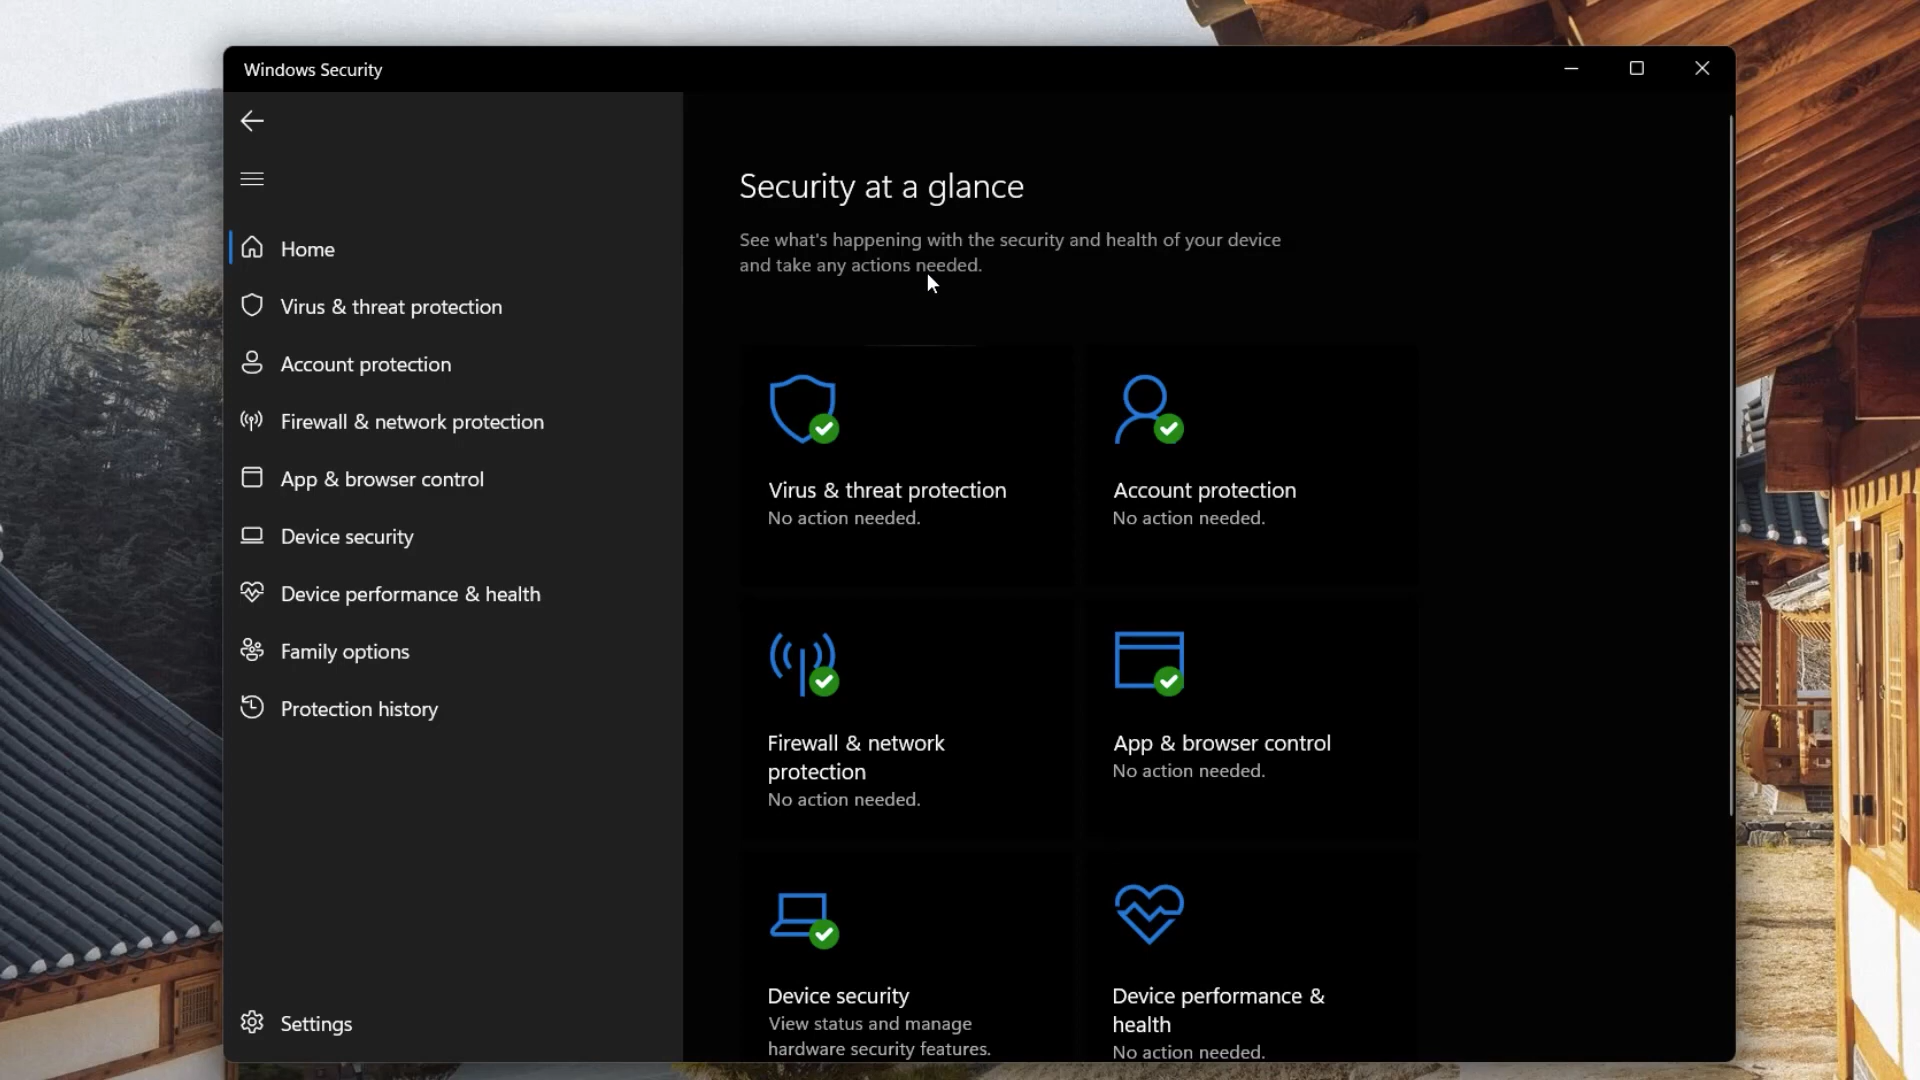 Windows Security
Home
Virus & threat protection
Account protection
Firewall & network protection
App & browser control
Device security
Device performance & health
Family options
Protection history
Settings
Security at a glance
See what's happening with the security and health of your device
and take any actions needed.
Virus & threat protection
No action needed.
Account protection
No action needed.
Firewall & network
protection
No action needed.
App & browser control
No action needed.
Device security
View status and manage
hardware security features.
Device performance &
health
No action needed.